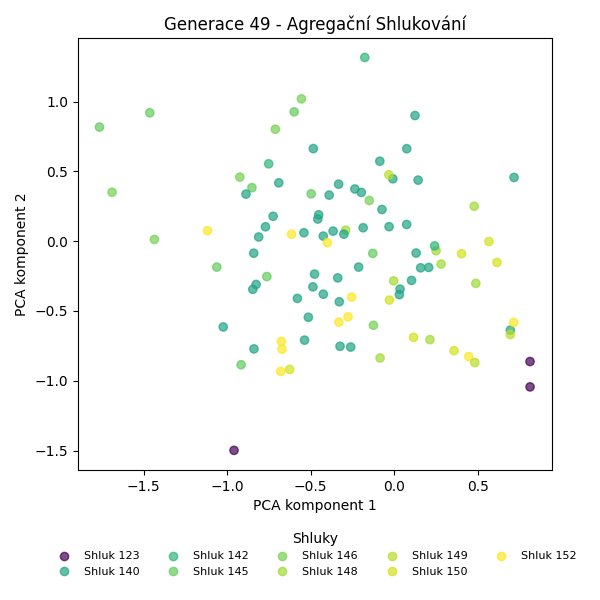 Generace 49 - Agregační Shlukování
PCA komponent 2
1.0
0.5
0.0
−0.5
−1.0
−1.5
−1.5
−1.0
−0.5
0.0
0.5
PCA komponent 1
Shluky
Shluk 123
Shluk 142
Shluk 146
Shluk 149
Shluk 152
Shluk 140
Shluk 145
Shluk 148
Shluk 150